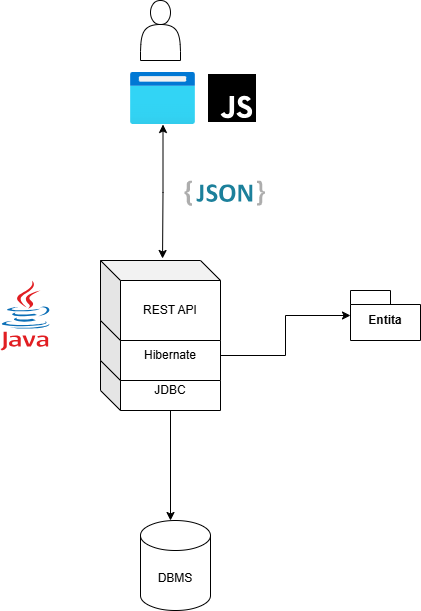 JS
{JSON}
REST API
Java
Hibernate
Entita
JDBC
DBMS